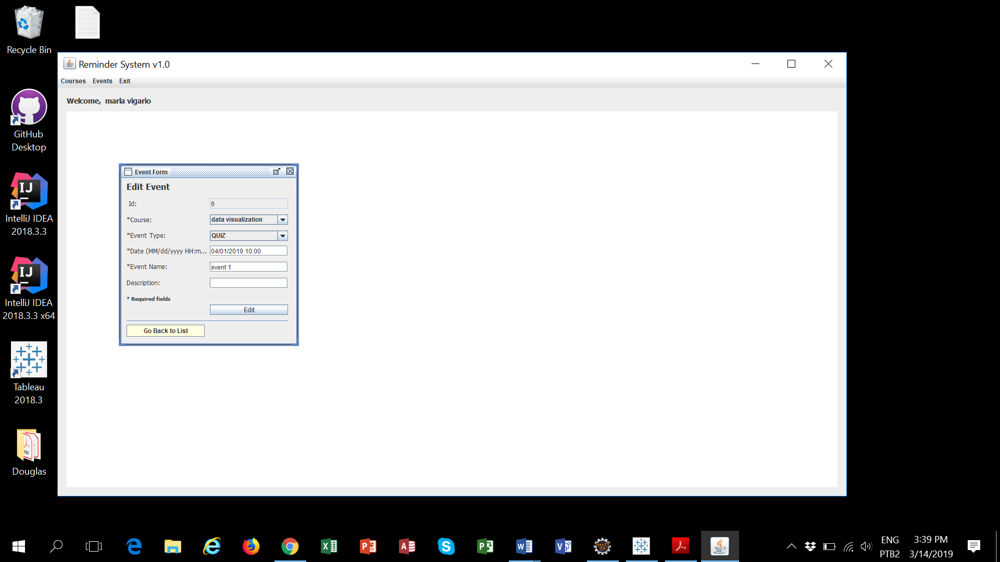 Recycle Bin
Reminder System v1.0
Courses Events Exit
Welcome, marla vigario
GitHub
Desktop
Event Form
Edit Event
Id: 6
*Course: data visualization
*Event Type: QUIZ
*Date (MM/dd/yyyy HH:m... 04/01/2019 10:00
*Event Name: event 1
Description:
* Required fields
Edit
Go Back to List
IJ
IntelliJ IDEA
2018.3.3
IJ
IntelliJ IDEA
2018.3.3 x64
Tableau
2018.3
PDF
Douglas
ENG
PTB2
3:39 PM
3/14/2019